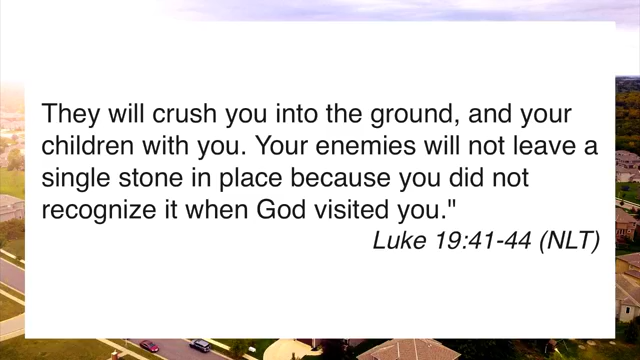 They will crush you into the ground, and your
children with you. Your enemies will not leave a
single stone in place because you did not
recognize it when God visited you."
Luke 19:41-44 (NLT)